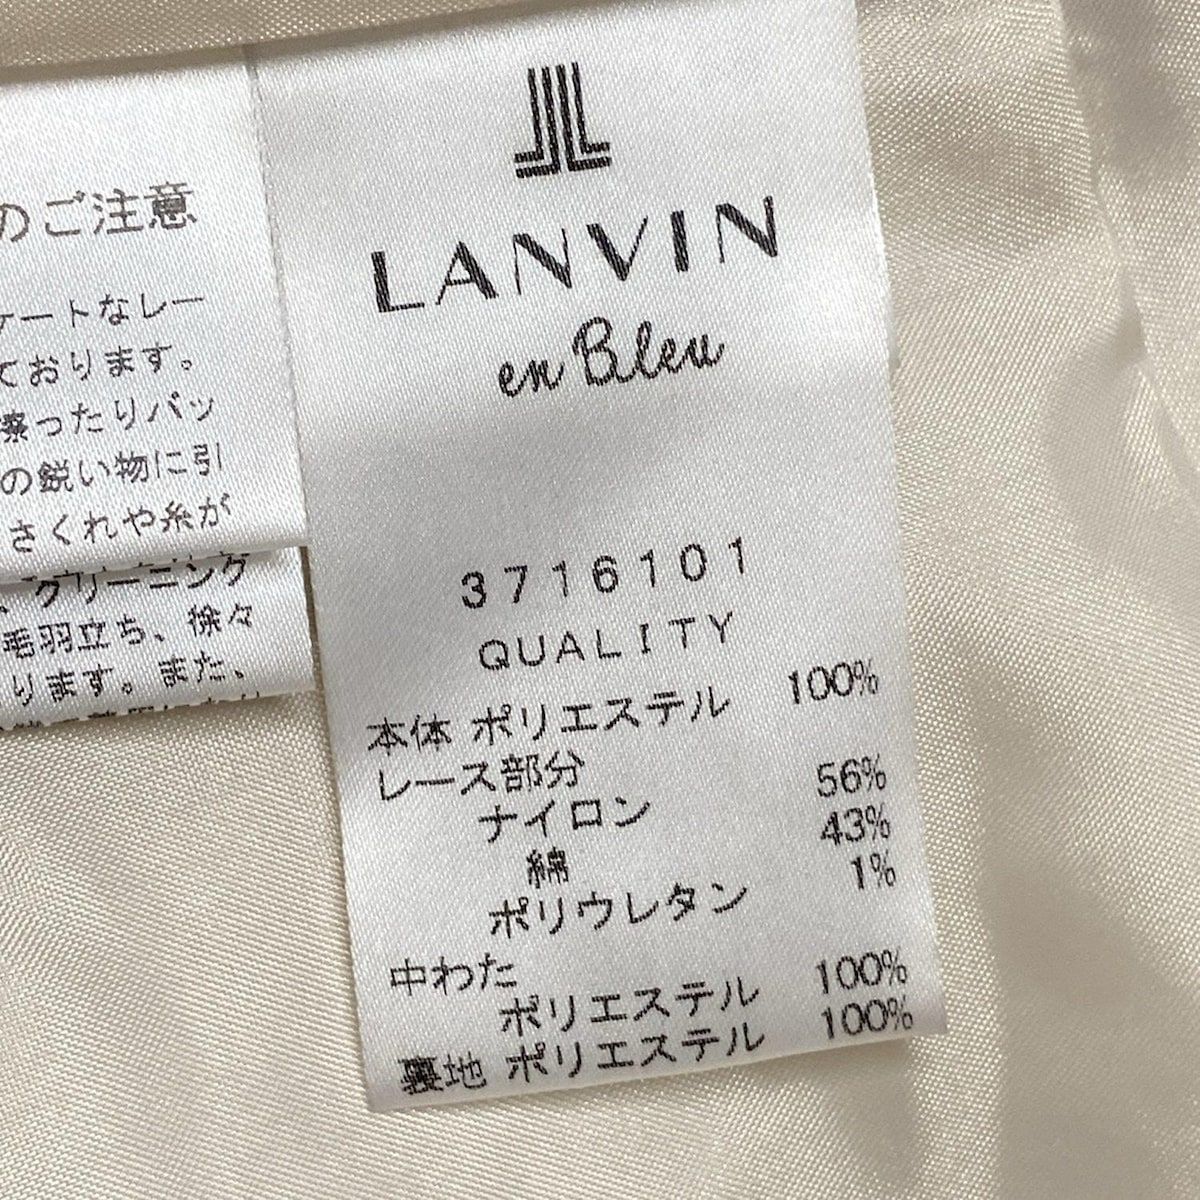 のご注意
ケートなレー
ております。
擦ったりバッ
の鋭い物に引
さくれや糸が
、クリーニング
毛羽立ち、徐々
ります。また、
LANVIN
en Bleu
3716101
QUALITY
本体 ポリエステル 100%
レース部分
ナイロン 56%
綿 43%
ポリウレタン 1%
中わた
ポリエステル 100%
裏地 ポリエステル 100%